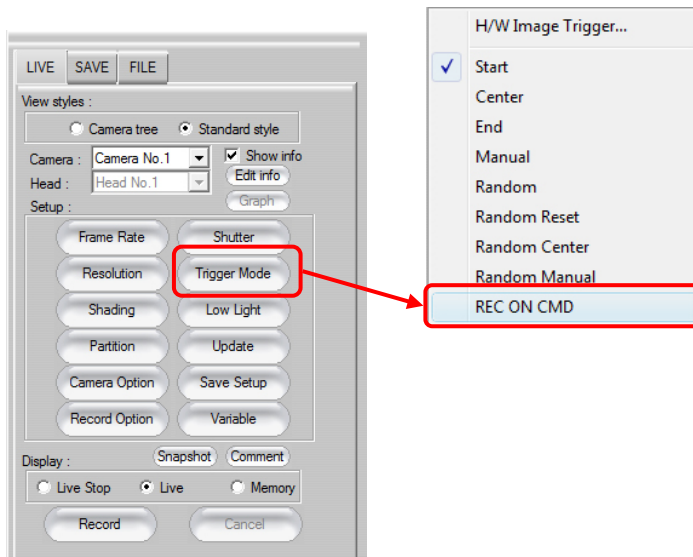 LIVE SAVE FILE
View styles :
Camera tree Standard style
Camera : Camera No.1 Show info
Head : Head No.1 Edit info
Setup : Graph
Frame Rate Shutter
Resolution Trigger Mode
Shading Low Light
Partition Update
Camera Option Save Setup
Record Option Variable
Display : Snapshot Comment
Live Stop Live Memory
Record Cancel
H/W Image Trigger...
Start
Center
End
Manual
Random
Random Reset
Random Center
Random Manual
REC ON CMD